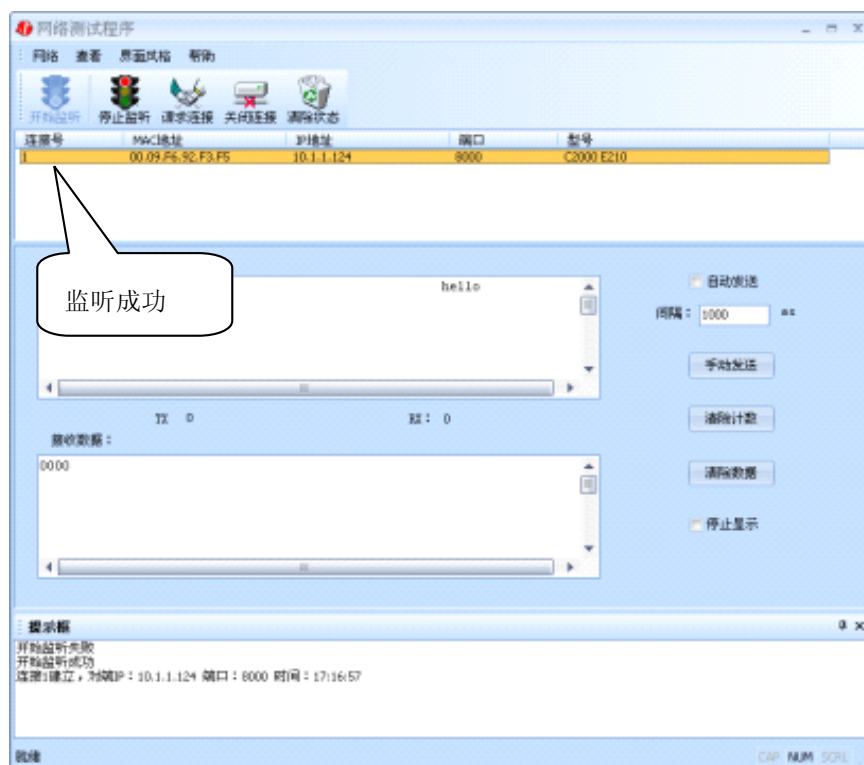 网络测试程序
网络 查看 界面风格 帮助
开始监听 停止监听 请求连接 关闭连接 清除状态
连接号 MAC地址 IP地址 端口 型号
1 00.09.F6.92.F3.F5 10.1.1.124 8000 C2000 E210
监听成功
hello
自动发送
间隔： 1000 ms
手动发送
TX 0 RX： 0
清除计数
接收数据：
0000
清除数据
停止显示
提示框
开始监听失败
开始监听成功
连接1建立，对端IP：10.1.1.124 端口：8000 时间：17:16:57
就绪
CAP NUM SCRL